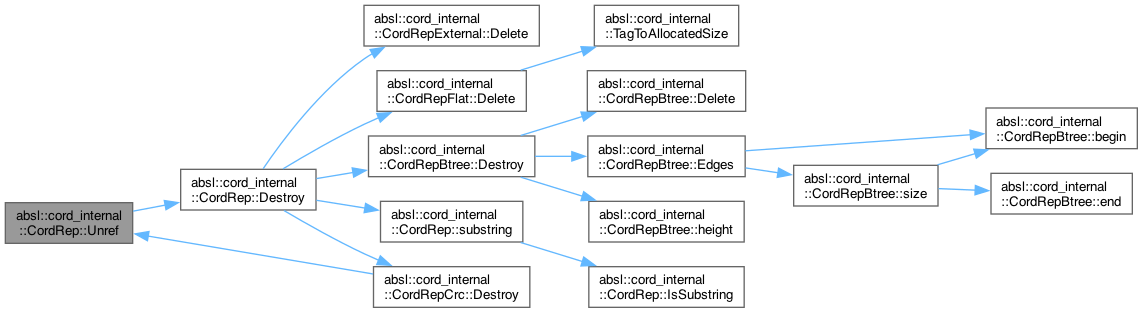 absl::cord_internal
::CordRep::Unref
absl::cord_internal
::CordRep::Destroy
absl::cord_internal
::CordRepExternal::Delete
absl::cord_internal
::CordRepFlat::Delete
absl::cord_internal
::CordRepBtree::Destroy
absl::cord_internal
::CordRep::substring
absl::cord_internal
::CordRepCrc::Destroy
absl::cord_internal
::TagToAllocatedSize
absl::cord_internal
::CordRepBtree::Delete
absl::cord_internal
::CordRepBtree::Edges
absl::cord_internal
::CordRepBtree::height
absl::cord_internal
::CordRep::IsSubstring
absl::cord_internal
::CordRepBtree::size
absl::cord_internal
::CordRepBtree::begin
absl::cord_internal
::CordRepBtree::end